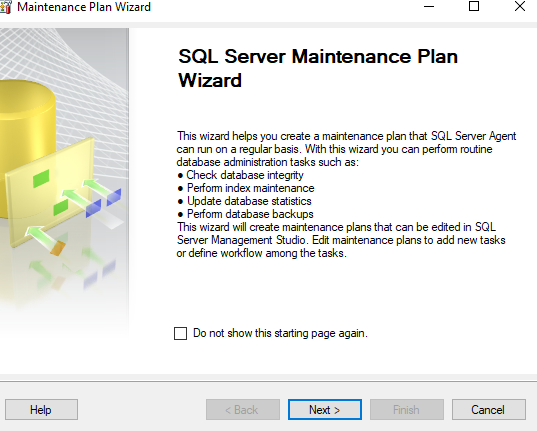 Maintenance Plan Wizard
SQL Server Maintenance Plan
Wizard
This wizard helps you create a maintenance plan that SQL Server Agent
can run on a regular basis. With this wizard you can perform routine
database administration tasks such as:
● Check database integrity
● Perform index maintenance
● Update database statistics
● Perform database backups
This wizard will create maintenance plans that can be edited in SQL
Server Management Studio. Edit maintenance plans to add new tasks
or define workflow among the tasks.
Do not show this starting page again.
Help
< Back
Next >
Finish
Cancel